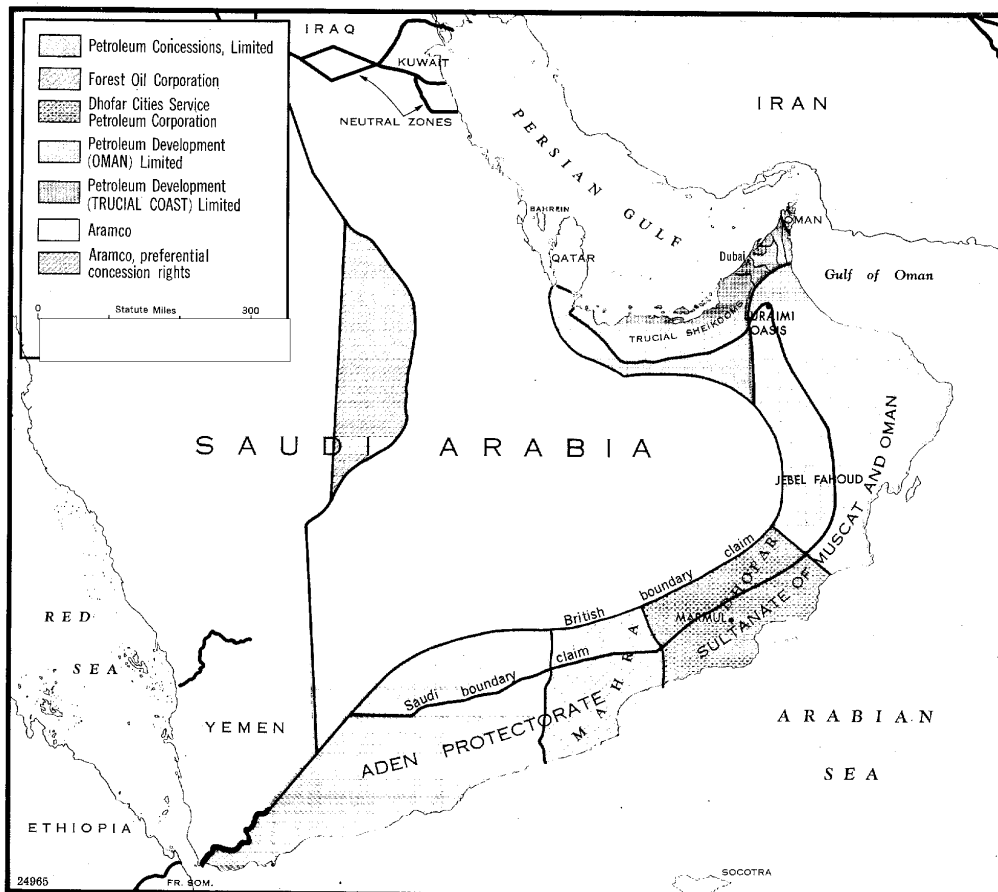 Petroleum Concessions, Limited
Forest Oil Corporation
Dhofar Cities Service
Petroleum Corporation
Petroleum Development
(OMAN) Limited
Petroleum Development
(TRUCIAL COAST) Limited
Aramco
Aramco, preferential
concession rights
0 Statute Miles 300
IRAQ
KUWAIT
NEUTRAL ZONES
IRAN
PERSIAN GULF
BAHREIN
QATAR
OMAN
Dubai
Gulf of Oman
TRUCIAL SHEIKDOMS
URAIMI
OASIS
SAUDI ARABIA
JEBEL FAHOUD
SULTANATE OF MUSCAT AND OMAN
DHOFAR
MARMUL
British boundary claim
Saudi boundary claim
MAHRA
ADEN PROTECTORATE
RED
SEA
YEMEN
ARABIAN
SEA
ETHIOPIA
FR. SOM.
SOCOTRA
24965